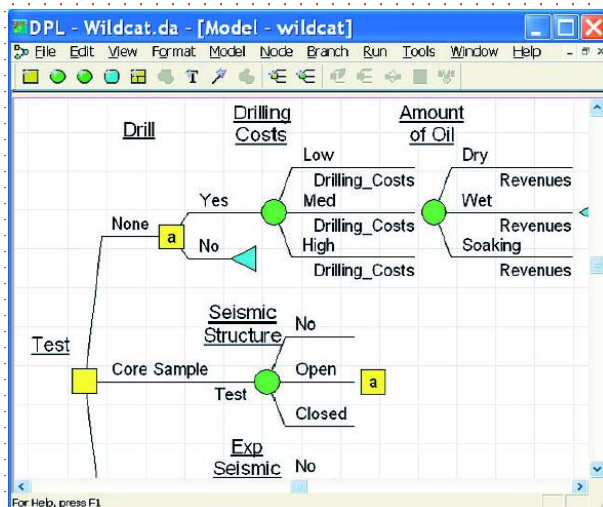 DPL - Wildcat.da - [Model - wildcat]
File Edit View Format Model Node Branch Run Tools Window Help
T
Drill
Drilling
Costs
Amount
of Oil
Low
Drilling_Costs
Med
Drilling_Costs
High
Drilling_Costs
Dry
Revenues
Wet
Revenues
Soaking
Revenues
None
a
Yes
No
Test
Core Sample
Seismic
Structure
Test
No
Open
a
Closed
Exp
Seismic
No
For Help, press F1